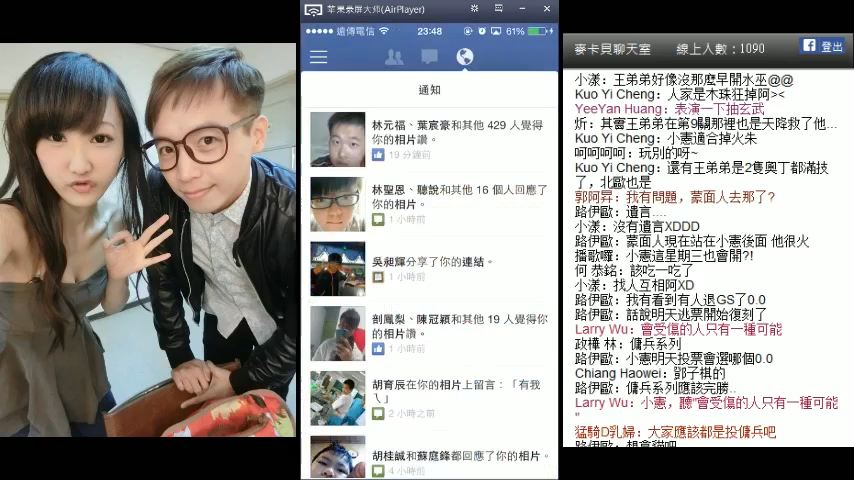 苹果录屏大师(AirPlayer)
遠傳電信
23:48
61%
通知
林元福、葉宸豪和其他 429 人覺得
你的相片讚。
19 分鐘前
林聖恩、聽說和其他 16 個人回應了
你的相片。
1 小時前
吳昶輝分享了你的連結。
1 小時前
剖鳳梨、陳冠穎和其他 19 人覺得你
的相片讚。
1 小時前
胡育辰在你的相片上留言：「有我
ㄟ」
2 小時之前
胡桂誠和蘇庭鋒都回應了你的相片。
4 小時前
麥卡貝聊天室
線上人數：1090
登出
小漾：王弟弟好像沒那麼早開水巫@@
Kuo Yi Cheng：人家是木珠狂掉阿><
YeeYan Huang：表演一下抽玄武
炘：其實王弟弟在第9關那裡也是天降救了他...
Kuo Yi Cheng：小憲適合掉火朱
呵呵呵呵：玩別的呀~
Kuo Yi Cheng：還有王弟弟是2隻奧丁都滿技
了，北歐也是
郭阿昇：我有問題，蒙面人去那了?
路伊歐：遺言....
小漾：沒有遺言XDDD
路伊歐：蒙面人現在站在小憲後面 他很火
播歌囉：小憲這星期三也會開?!
何 恭銘：該吃一吃了
小漾：找人互相阿XD
路伊歐：我有看到有人退GS了0.0
路伊歐：話說明天逃票開始復刻了
Larry Wu：會受傷的人只有一種可能
政樺 林：傭兵系列
路伊歐：小憲明天投票會選哪個0.0
Chiang Haowei：鄧子棋的
路伊歐：傭兵系列應該完勝..
Larry Wu：小憲，聽"會受傷的人只有一種可能
"
猛騎D乳婦：大家應該都是投傭兵吧
路伊歐：想拿貓吧